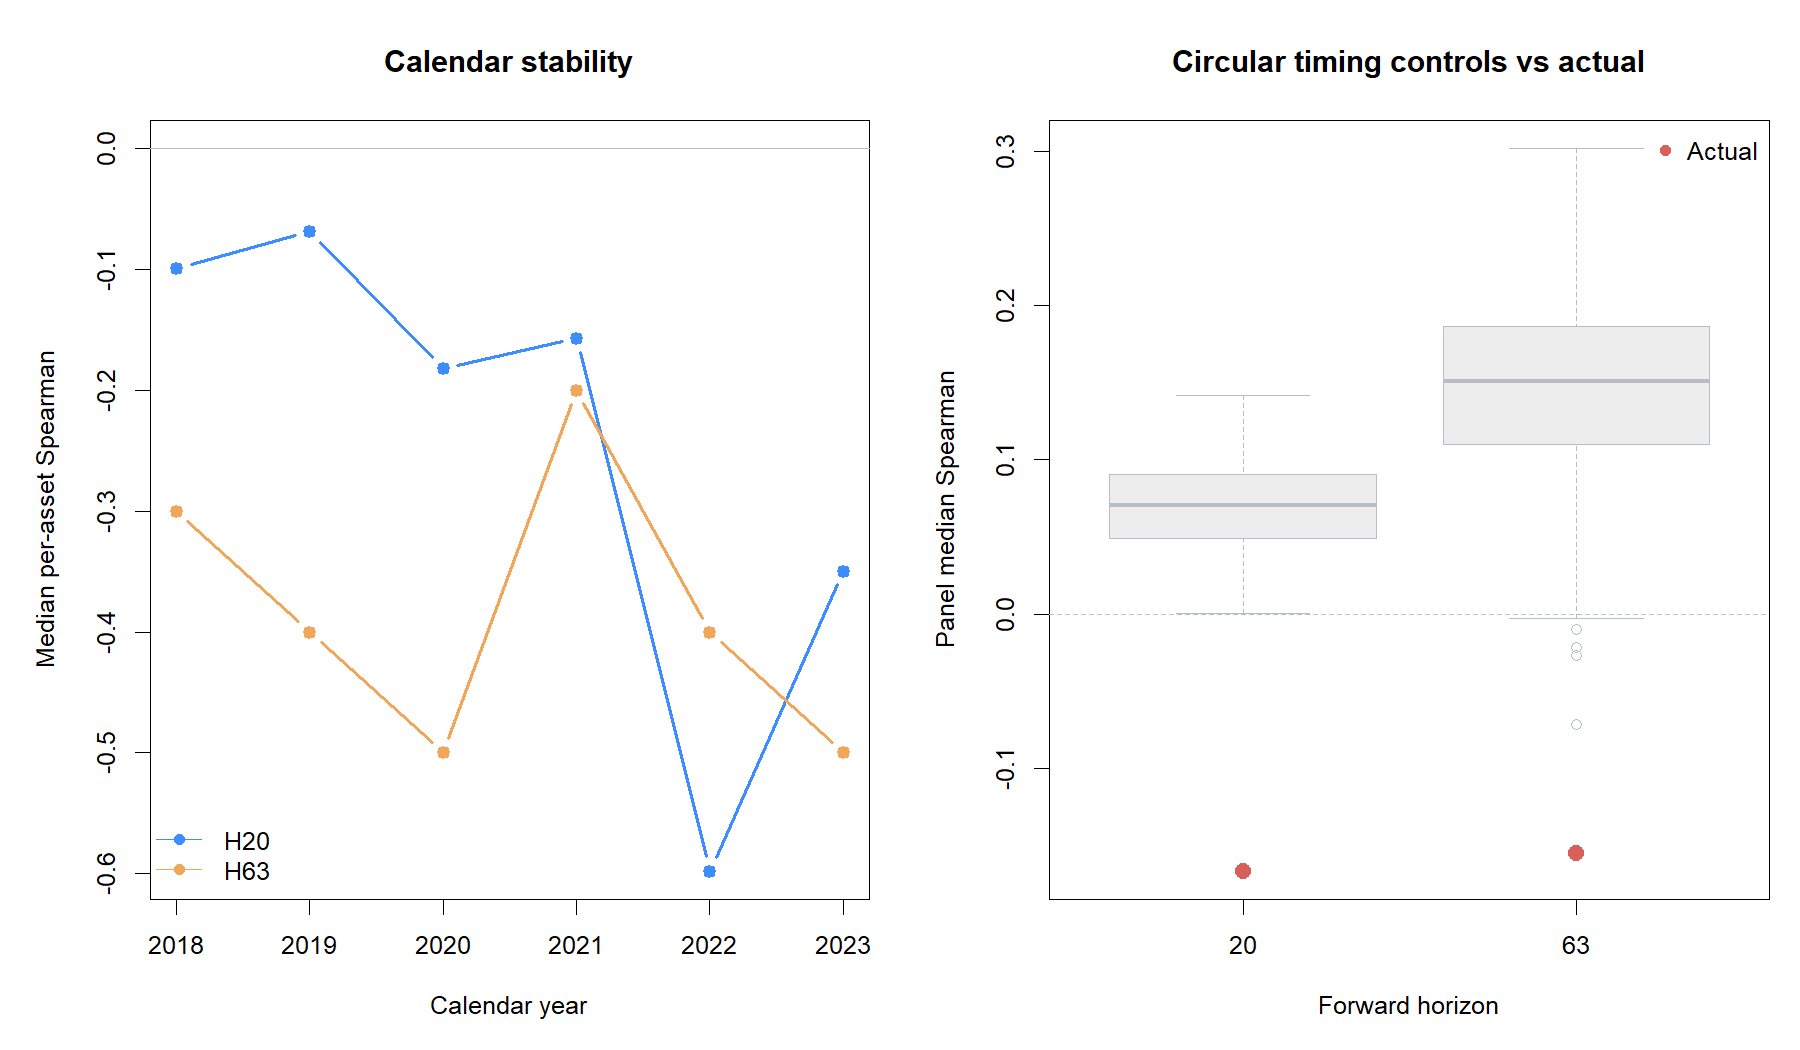 Calendar stability
Median per-asset Spearman
0.0
-0.1
-0.2
-0.3
-0.4
-0.5
-0.6
H20
H63
2018 2019 2020 2021 2022 2023
Calendar year
Circular timing controls vs actual
Panel median Spearman
0.3
0.2
0.1
0.0
-0.1
Actual
20 63
Forward horizon